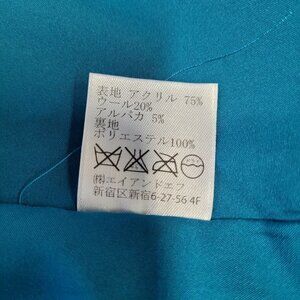 表地 アクリル 75%
ウール20%
アルパカ 5%
裏地
ポリエステル100%
㈱エイアンドエフ
新宿区新宿6-27-56 4F